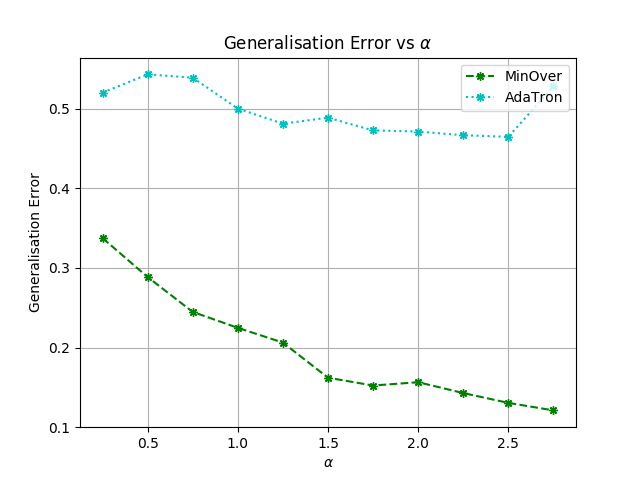 Generalisation Error vs α
MinOver
AdaTron
Generalisation Error
0.5
0.4
0.3
0.2
0.1
0.5
1.0
1.5
2.0
2.5
α